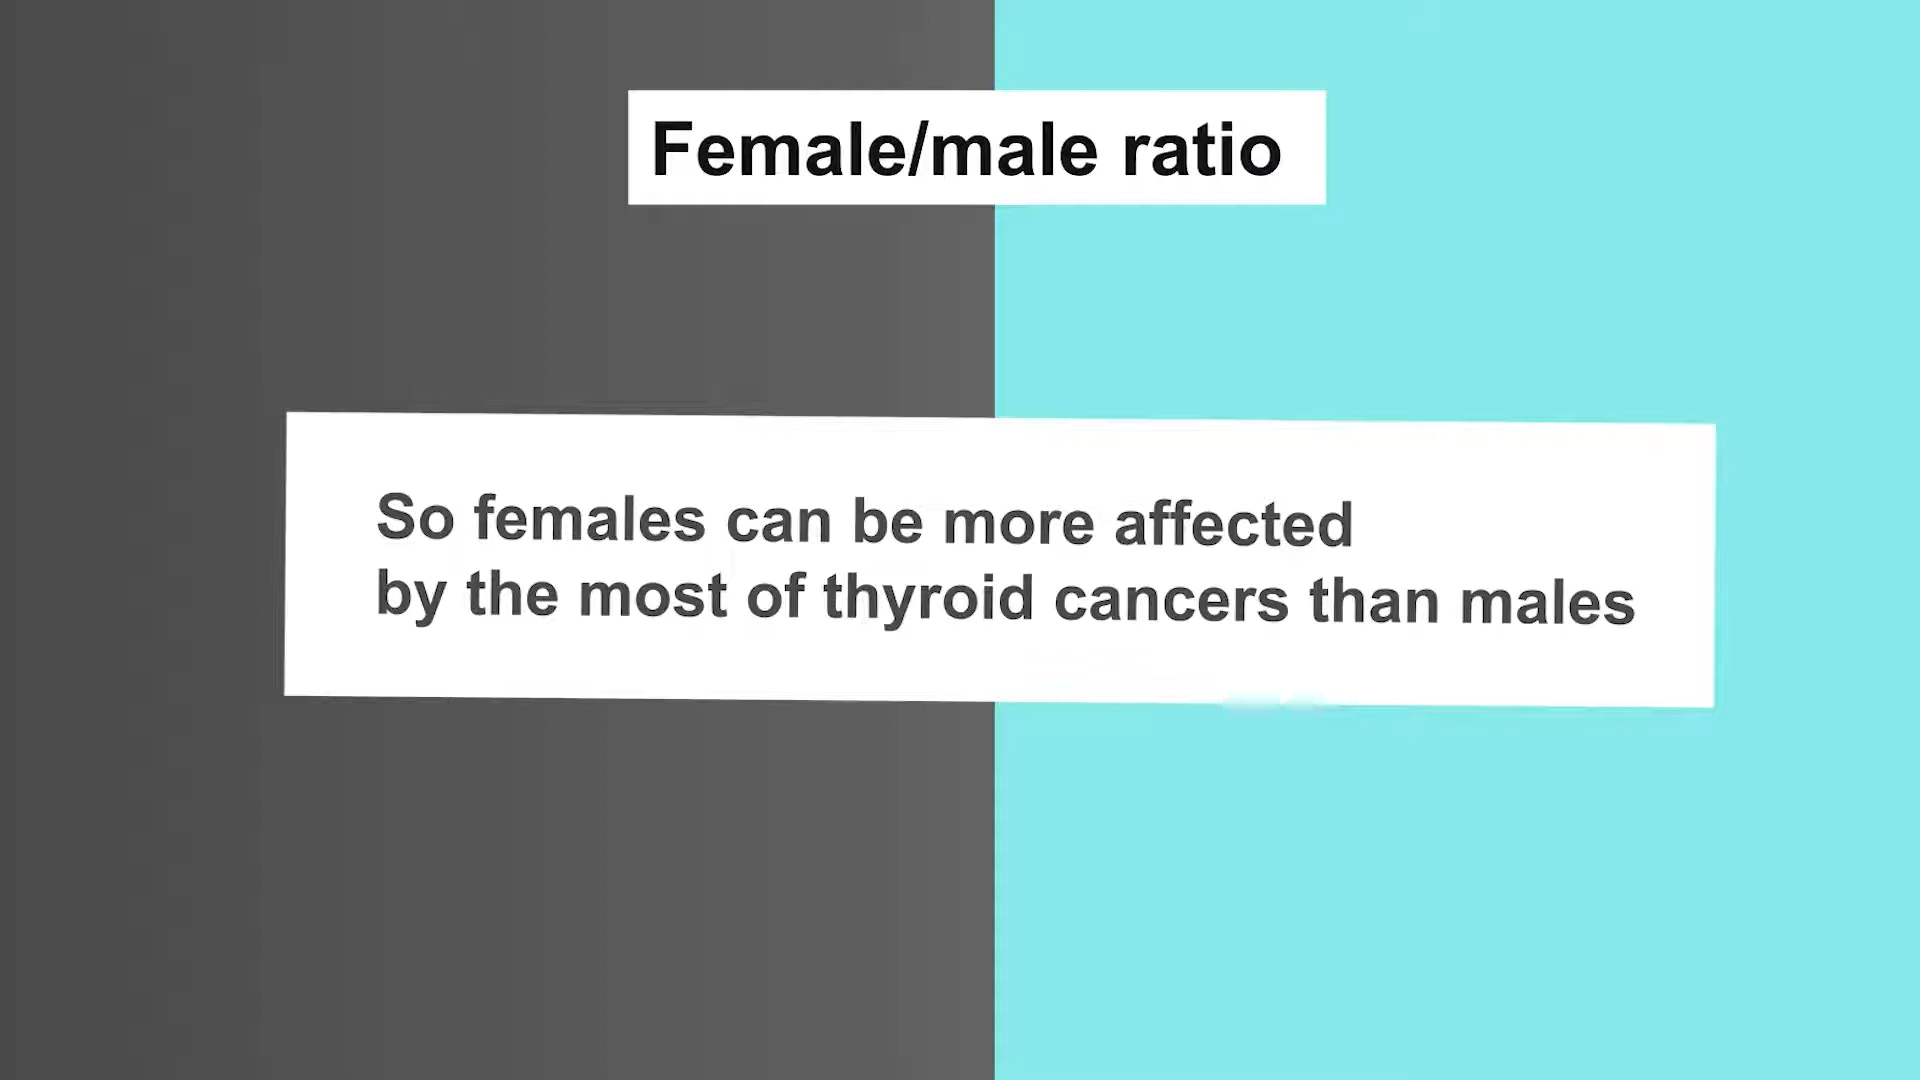 Female/male ratio
So females can be more affected
by the most of thyroid cancers than males